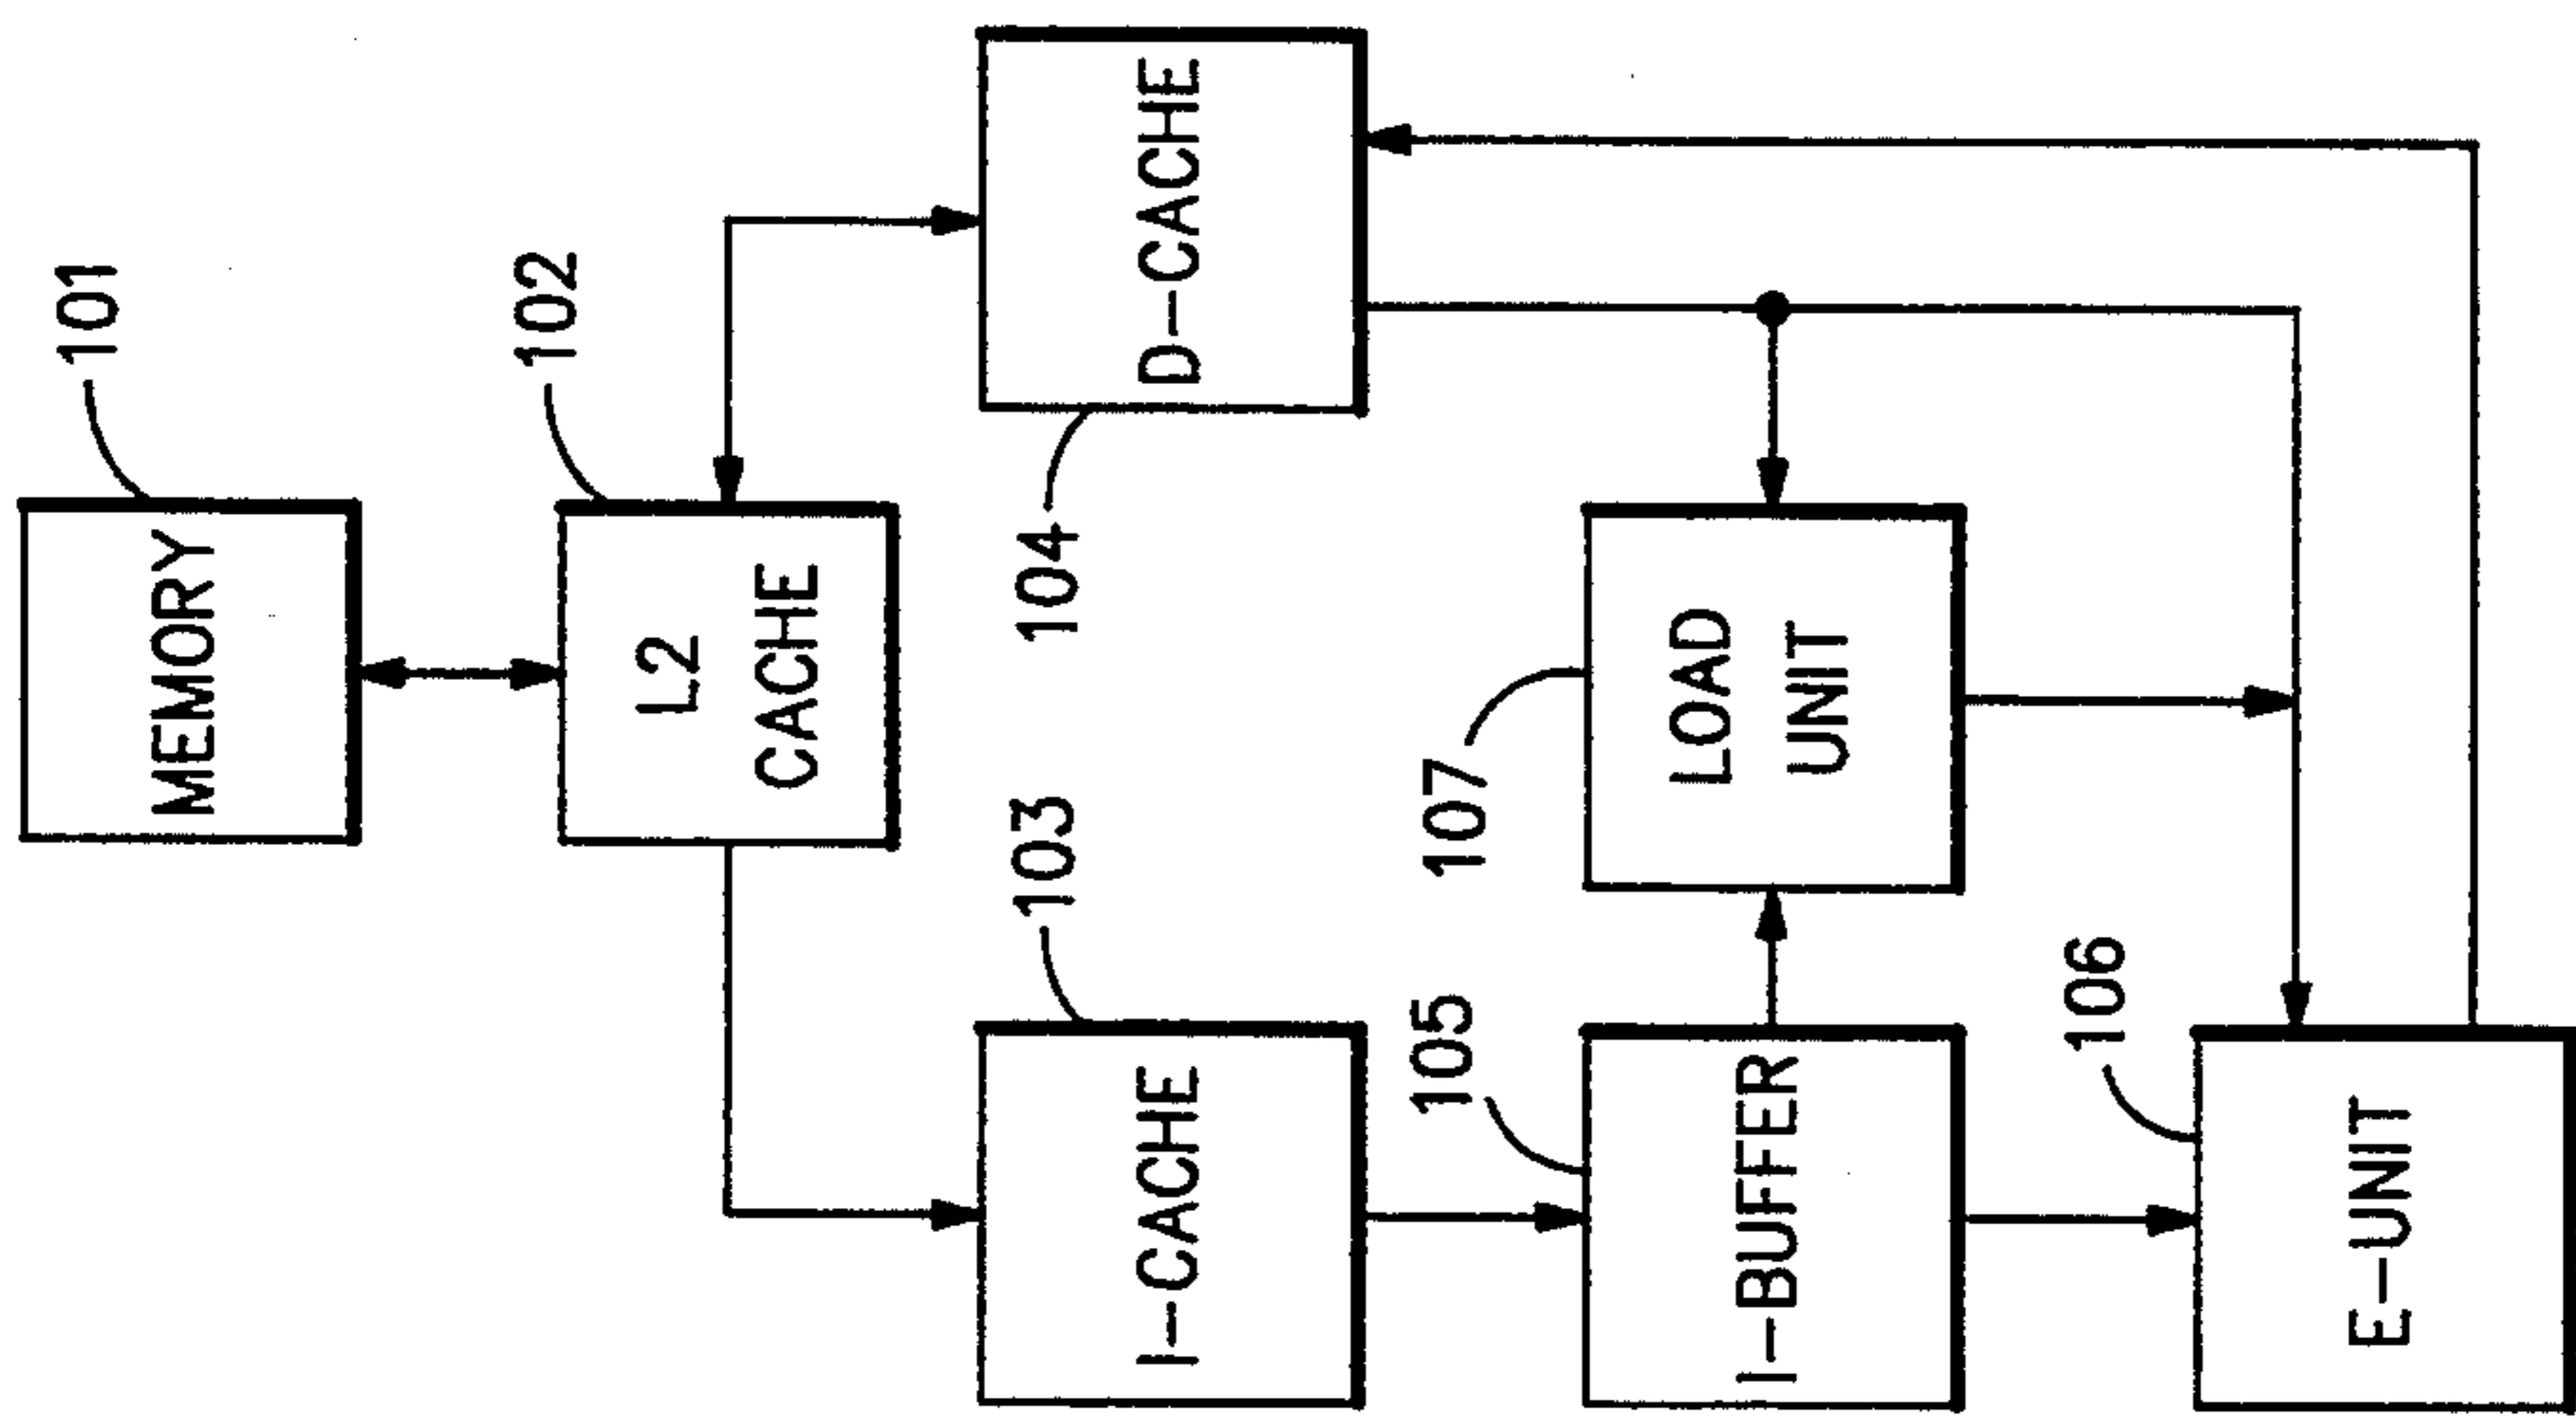 101
MEMORY
102
L2
CACHE
103
I-CACHE
104
D-CACHE
105
I-BUFFER
107
LOAD
UNIT
106
E-UNIT